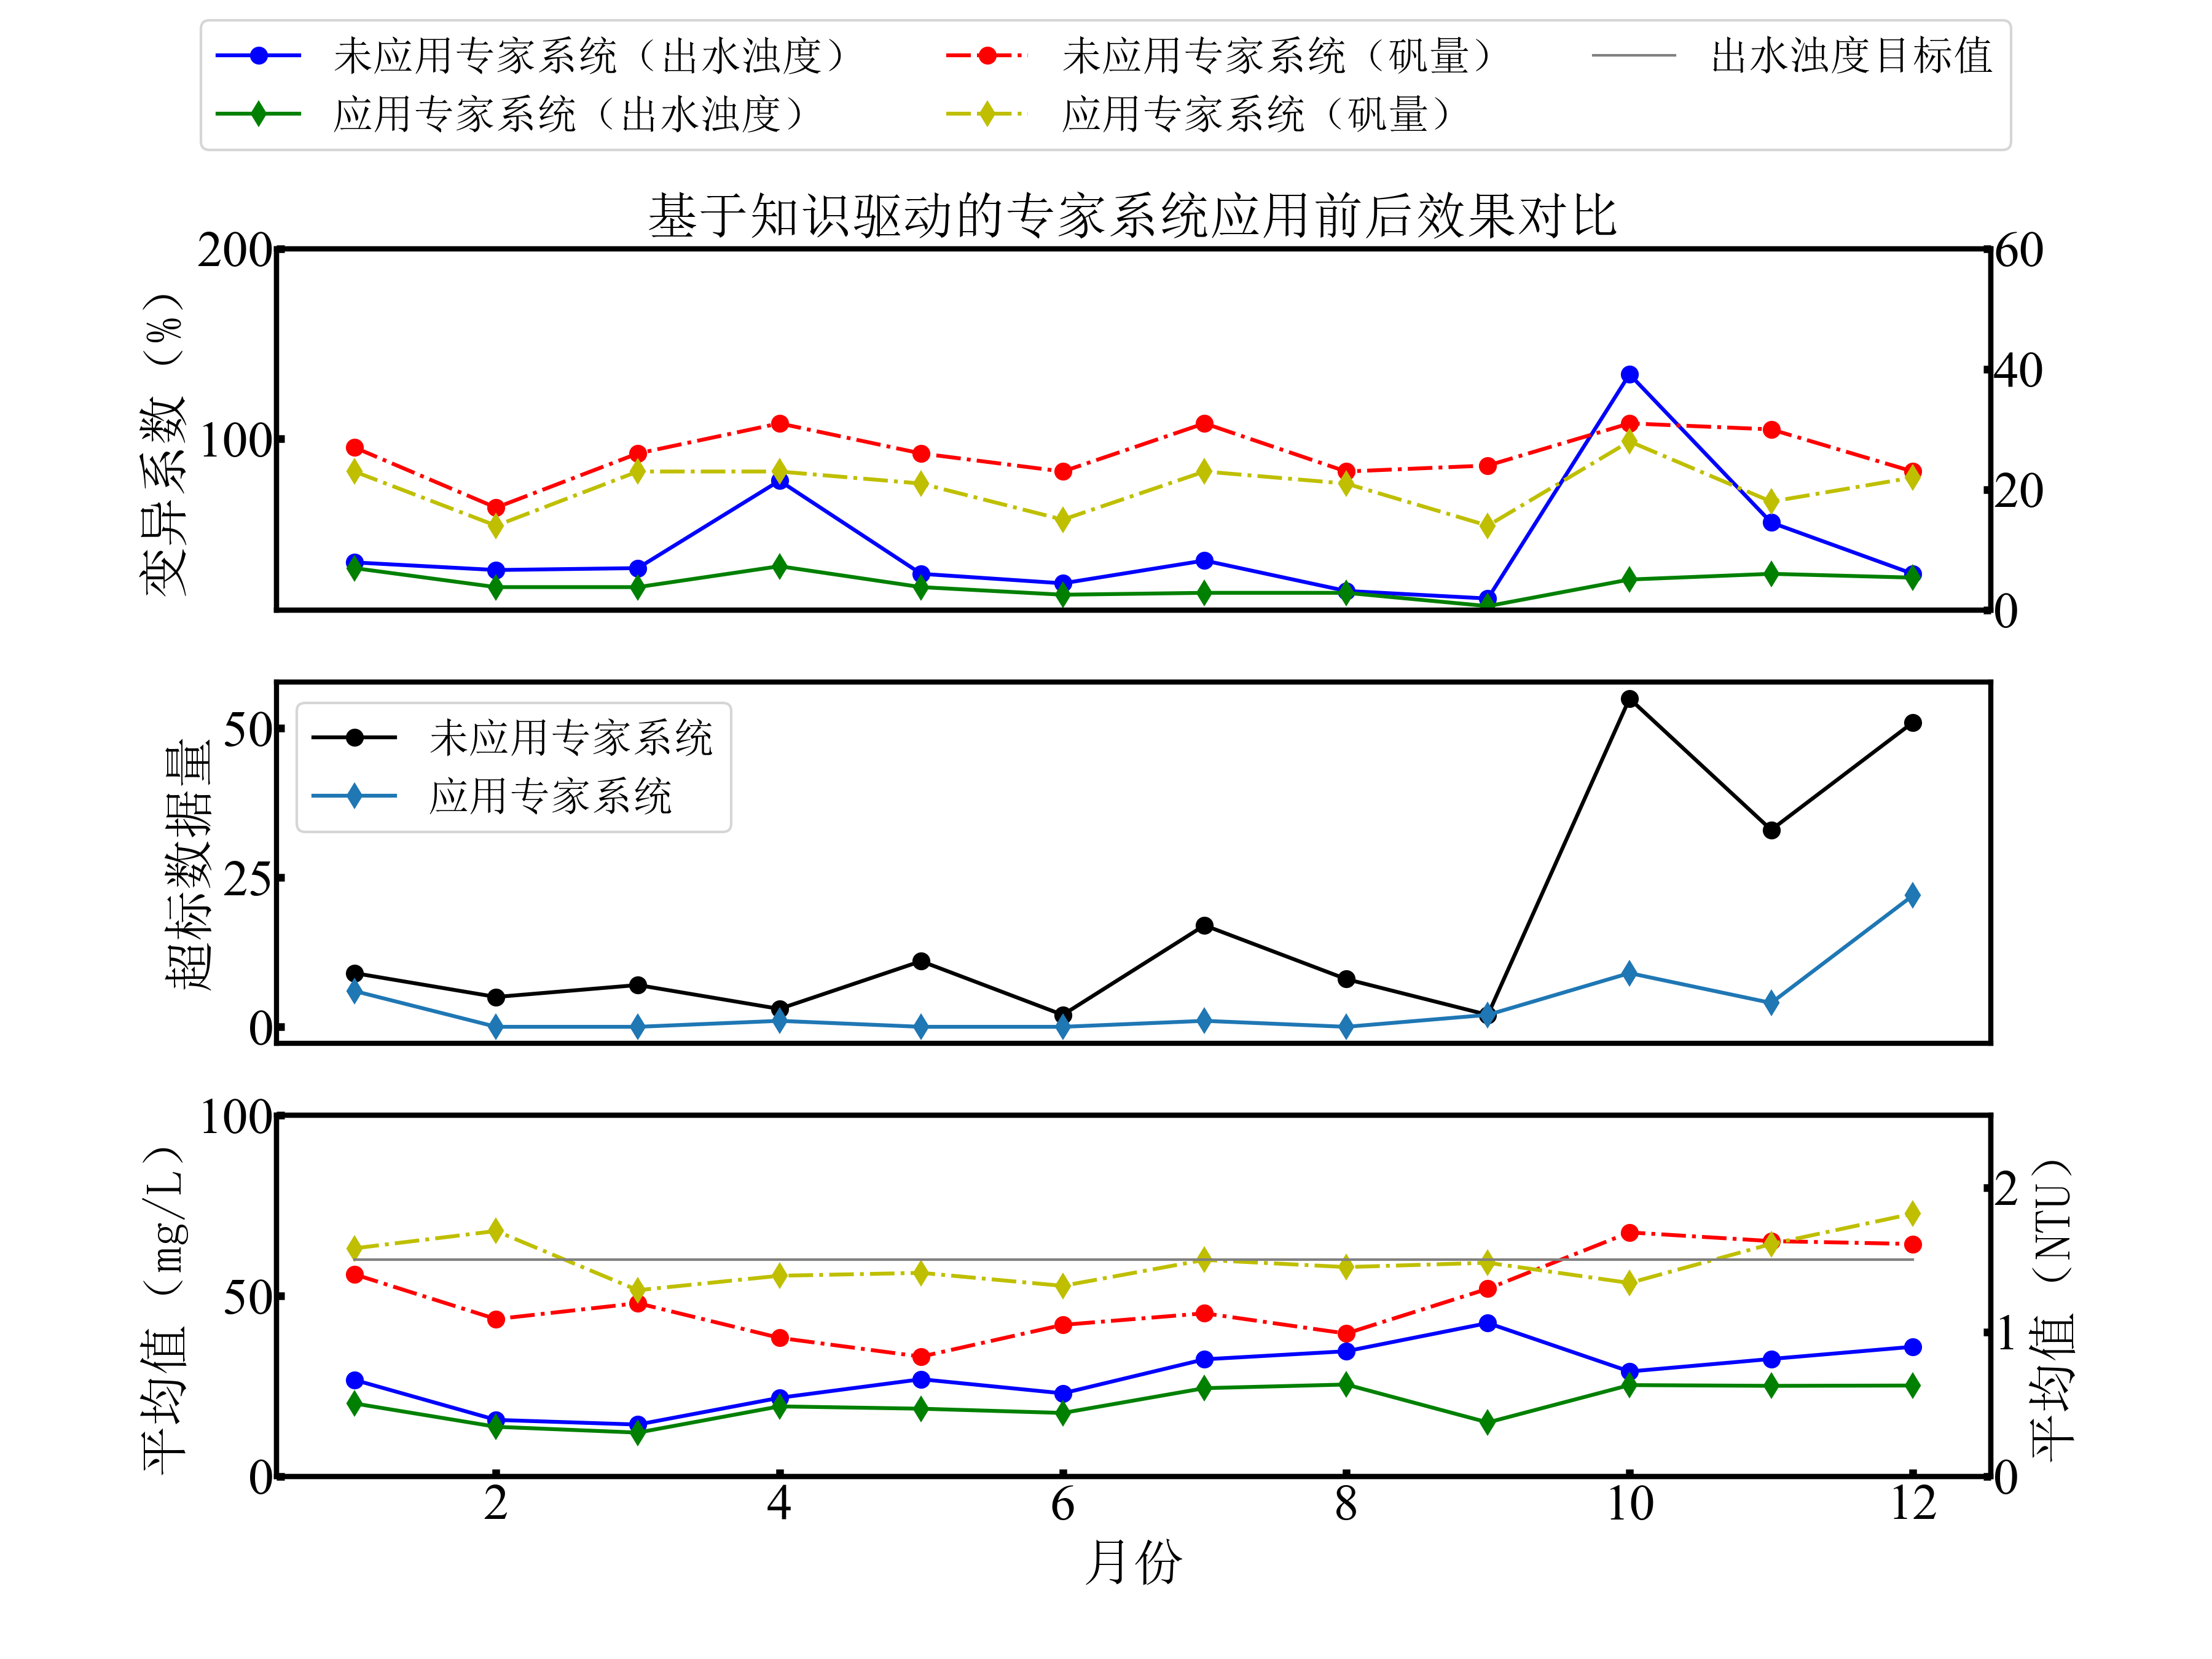 未应用专家系统（出水浊度）
应用专家系统（出水浊度）
未应用专家系统（矾量）
应用专家系统（矾量）
出水浊度目标值
基于知识驱动的专家系统应用前后效果对比
变异系数（%）
200
100
60
40
20
0
超标数据量
50
25
0
未应用专家系统
应用专家系统
平均值（mg/L）
100
50
0
平均值（NTU）
2
1
0
2 4 6 8 10 12
月份